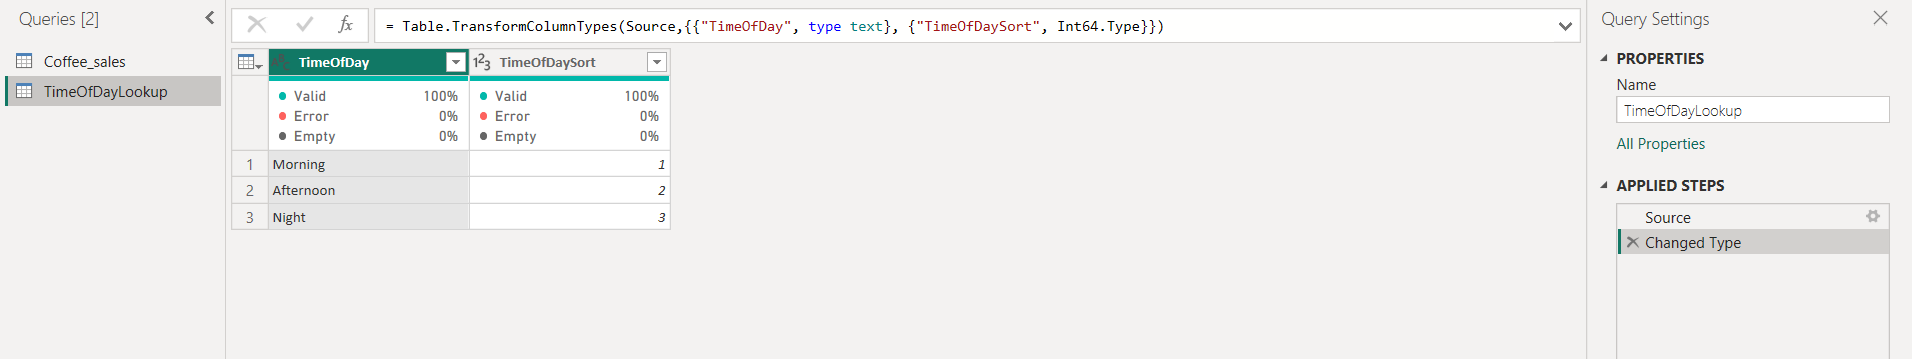 Queries [2]
Coffee_sales
TimeOfDayLookup
fx
= Table.TransformColumnTypes(Source,{{"TimeOfDay", type text}, {"TimeOfDaySort", Int64.Type}})
TimeOfDay
123 TimeOfDaySort
Valid 100%
Error 0%
Empty 0%
Valid 100%
Error 0%
Empty 0%
1 Morning 1
2 Afternoon 2
3 Night 3
Query Settings
PROPERTIES
Name
TimeOfDayLookup
All Properties
APPLIED STEPS
Source
Changed Type